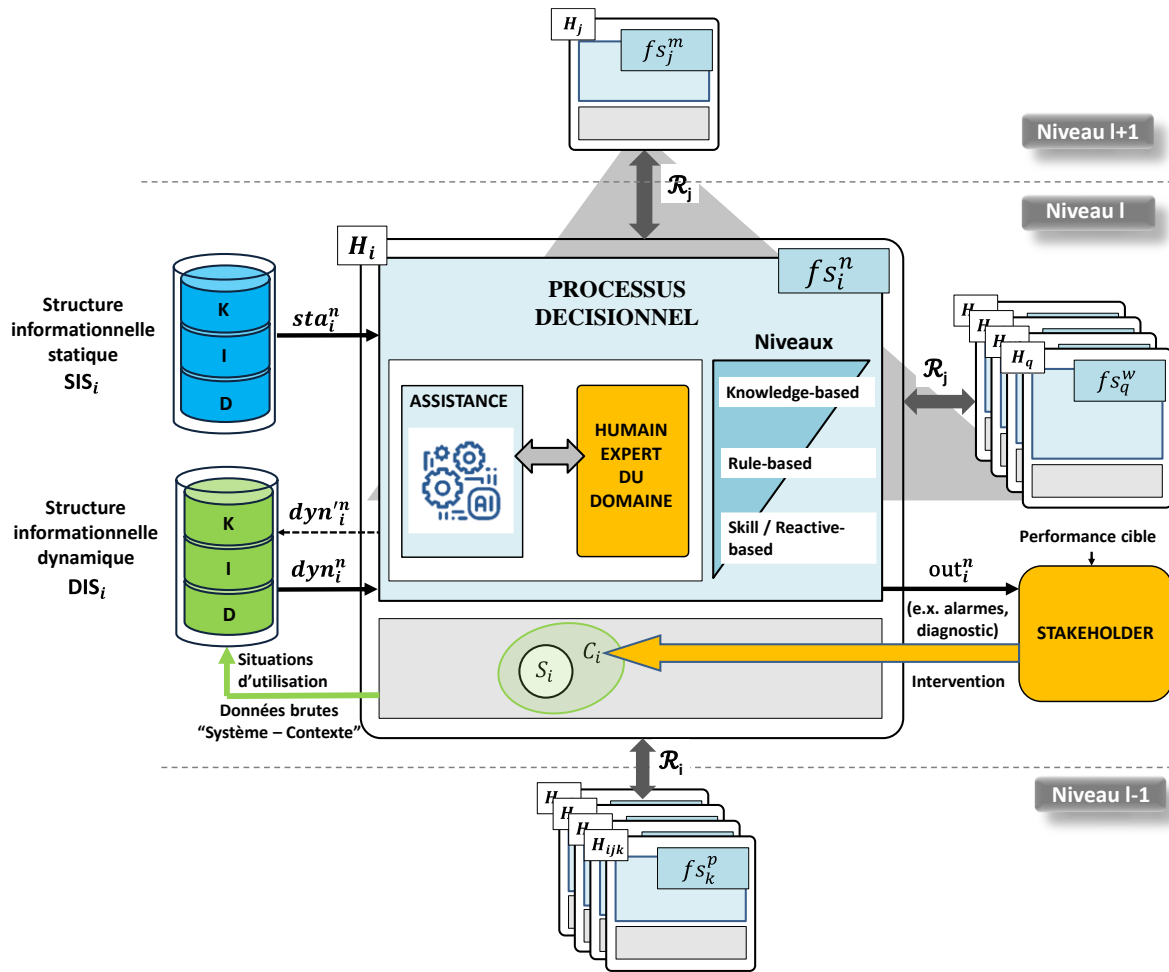 H_j
fs_j^m
Niveau l+1
ℛ_j
Niveau l
H_i
fs_i^n
PROCESSUS
DECISIONNEL
Structure
informationnelle
statique
SIS_i
K
I
D
sta_i^n
Niveaux
ASSISTANCE
AI
HUMAIN
EXPERT
DU
DOMAINE
Knowledge-based
Rule-based
Skill / Reactive-
based
ℛ_j
H
H
H
H_q
fs_q^w
Structure
informationnelle
dynamique
DIS_i
K
I
D
dyn'_i^n
dyn_i^n
Performance cible
out_i^n
(e.x. alarmes,
diagnostic)
STAKEHOLDER
Intervention
S_i
C_i
Situations
d’utilisation
Données brutes
“Système – Contexte”
ℛ_i
Niveau l-1
H
H
H
H_ijk
fs_k^p